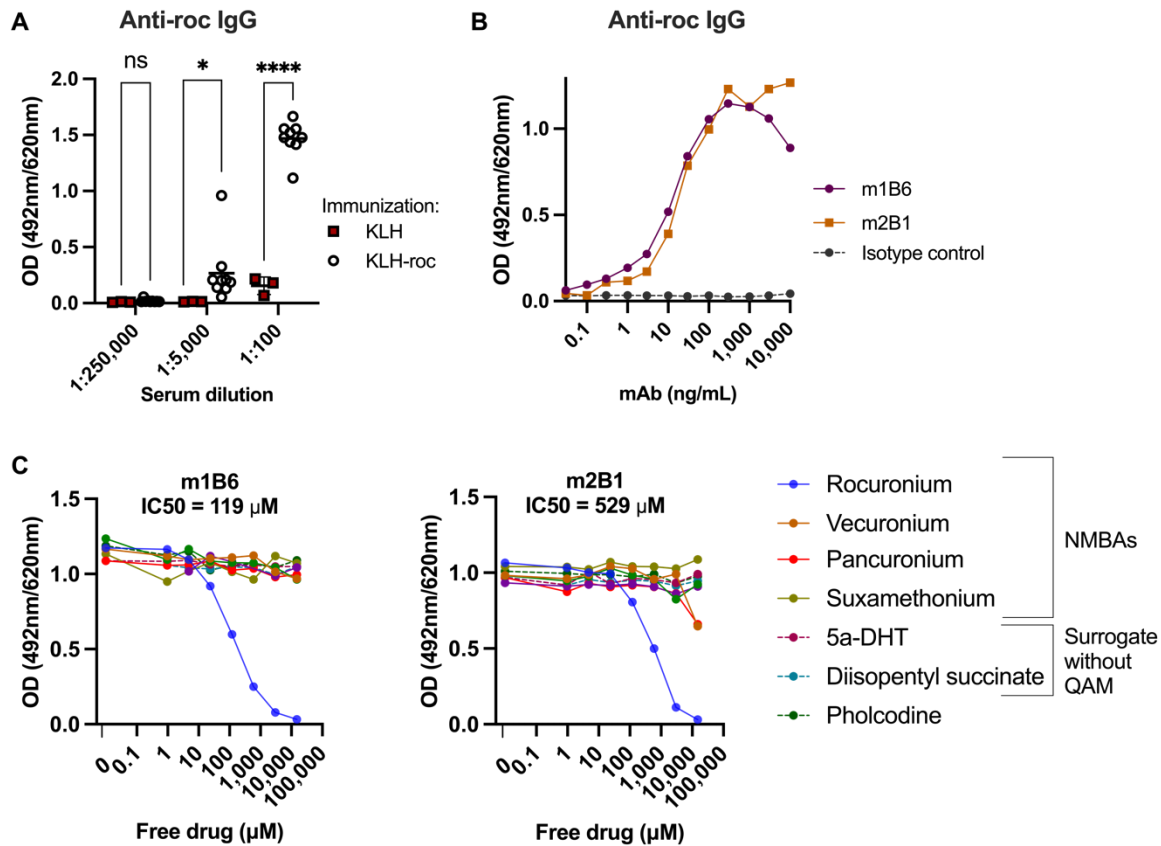 A
Anti-roc IgG
ns
*
****
2.0
1.5
1.0
0.5
0.0
OD (492nm/620nm)
1:250,000
1:5,000
1:100
Serum dilution
Immunization:
KLH
KLH-roc
B
Anti-roc IgG
1.0
0.5
0.0
OD (492nm/620nm)
0.1
1
10
100
1,000
10,000
mAb (ng/mL)
m1B6
m2B1
Isotype control
C
m1B6
IC50 = 119 µM
1.5
1.0
0.5
0.0
OD (492nm/620nm)
0
0.1
1
10
100
1,000
10,000
100,000
Free drug (µM)
m2B1
IC50 = 529 µM
1.5
1.0
0.5
0.0
OD (492nm/620nm)
0
0.1
1
10
100
1,000
10,000
100,000
Free drug (µM)
Rocuronium
Vecuronium
Pancuronium
Suxamethonium
5a-DHT
Diisopentyl succinate
Pholcodine
NMBAs
Surrogate
without
QAM